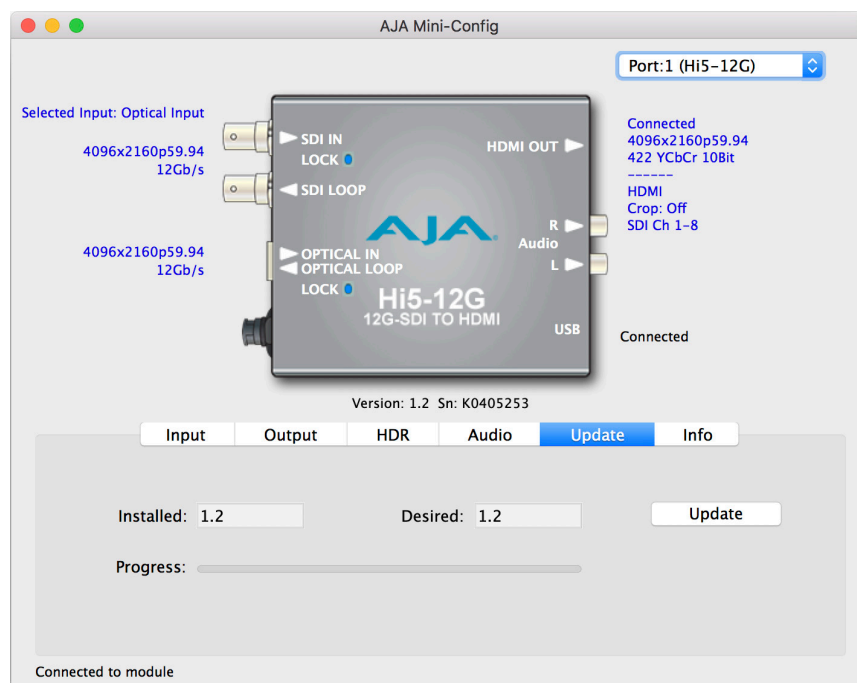 AJA Mini-Config
Port:1 (Hi5-12G)
Selected Input: Optical Input
4096x2160p59.94
12Gb/s
SDI IN
LOCK
SDI LOOP
HDMI OUT
Connected
4096x2160p59.94
422 YCbCr 10Bit
------
HDMI
Crop: Off
SDI Ch 1-8
AJA
R
Audio
L
4096x2160p59.94
12Gb/s
OPTICAL IN
OPTICAL LOOP
LOCK
Hi5-12G
12G-SDI TO HDMI
USB
Connected
Version: 1.2 Sn: K0405253
Input Output HDR Audio Update Info
Installed: 1.2 Desired: 1.2 Update
Progress:
Connected to module